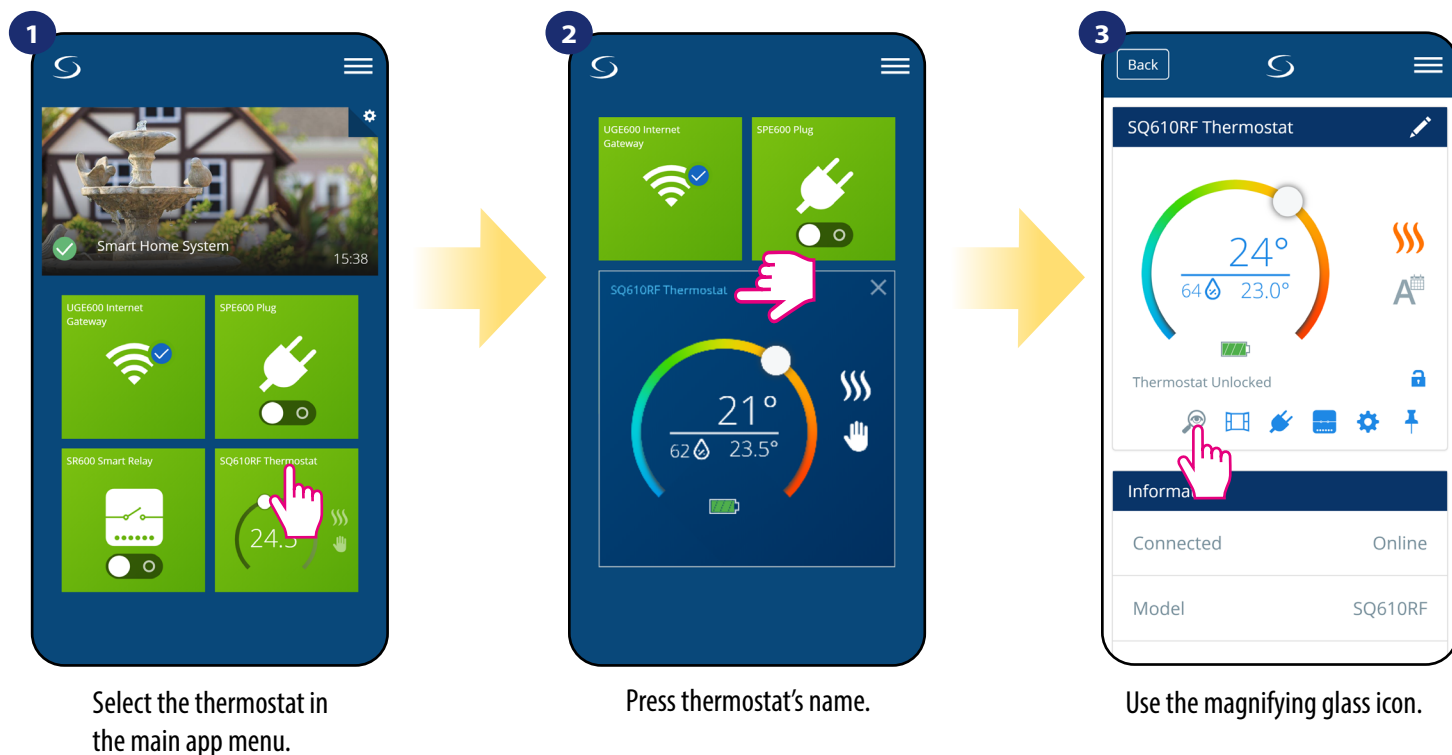 1
Smart Home System
15:38
UGE600 Internet
Gateway
SPE600 Plug
SR600 Smart Relay
SQ610RF Thermostat
24.5
Select the thermostat in
the main app menu.
2
UGE600 Internet
Gateway
SPE600 Plug
SQ610RF Thermostat
21°
62 23.5°
Press thermostat's name.
3
Back
SQ610RF Thermostat
24°
64 23.0°
A
Thermostat Unlocked
Informa
Connected Online
Model SQ610RF
Use the magnifying glass icon.